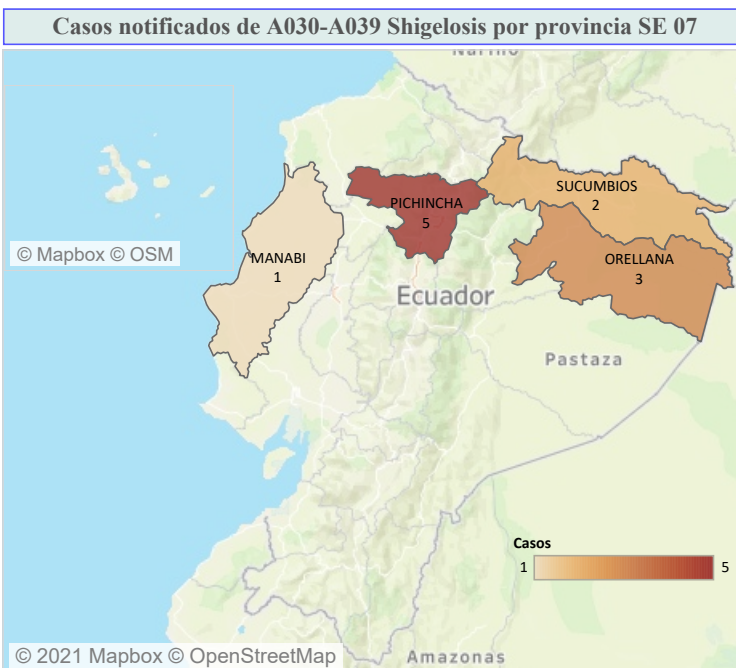 Casos notificados de A030-A039 Shigelosis por provincia SE 07
Nariño
SUCUMBIOS
2
PICHINCHA
5
© Mapbox © OSM
MANABI
1
ORELLANA
3
Ecuador
Pastaza
Casos
1
5
© 2021 Mapbox © OpenStreetMap
Amazonas